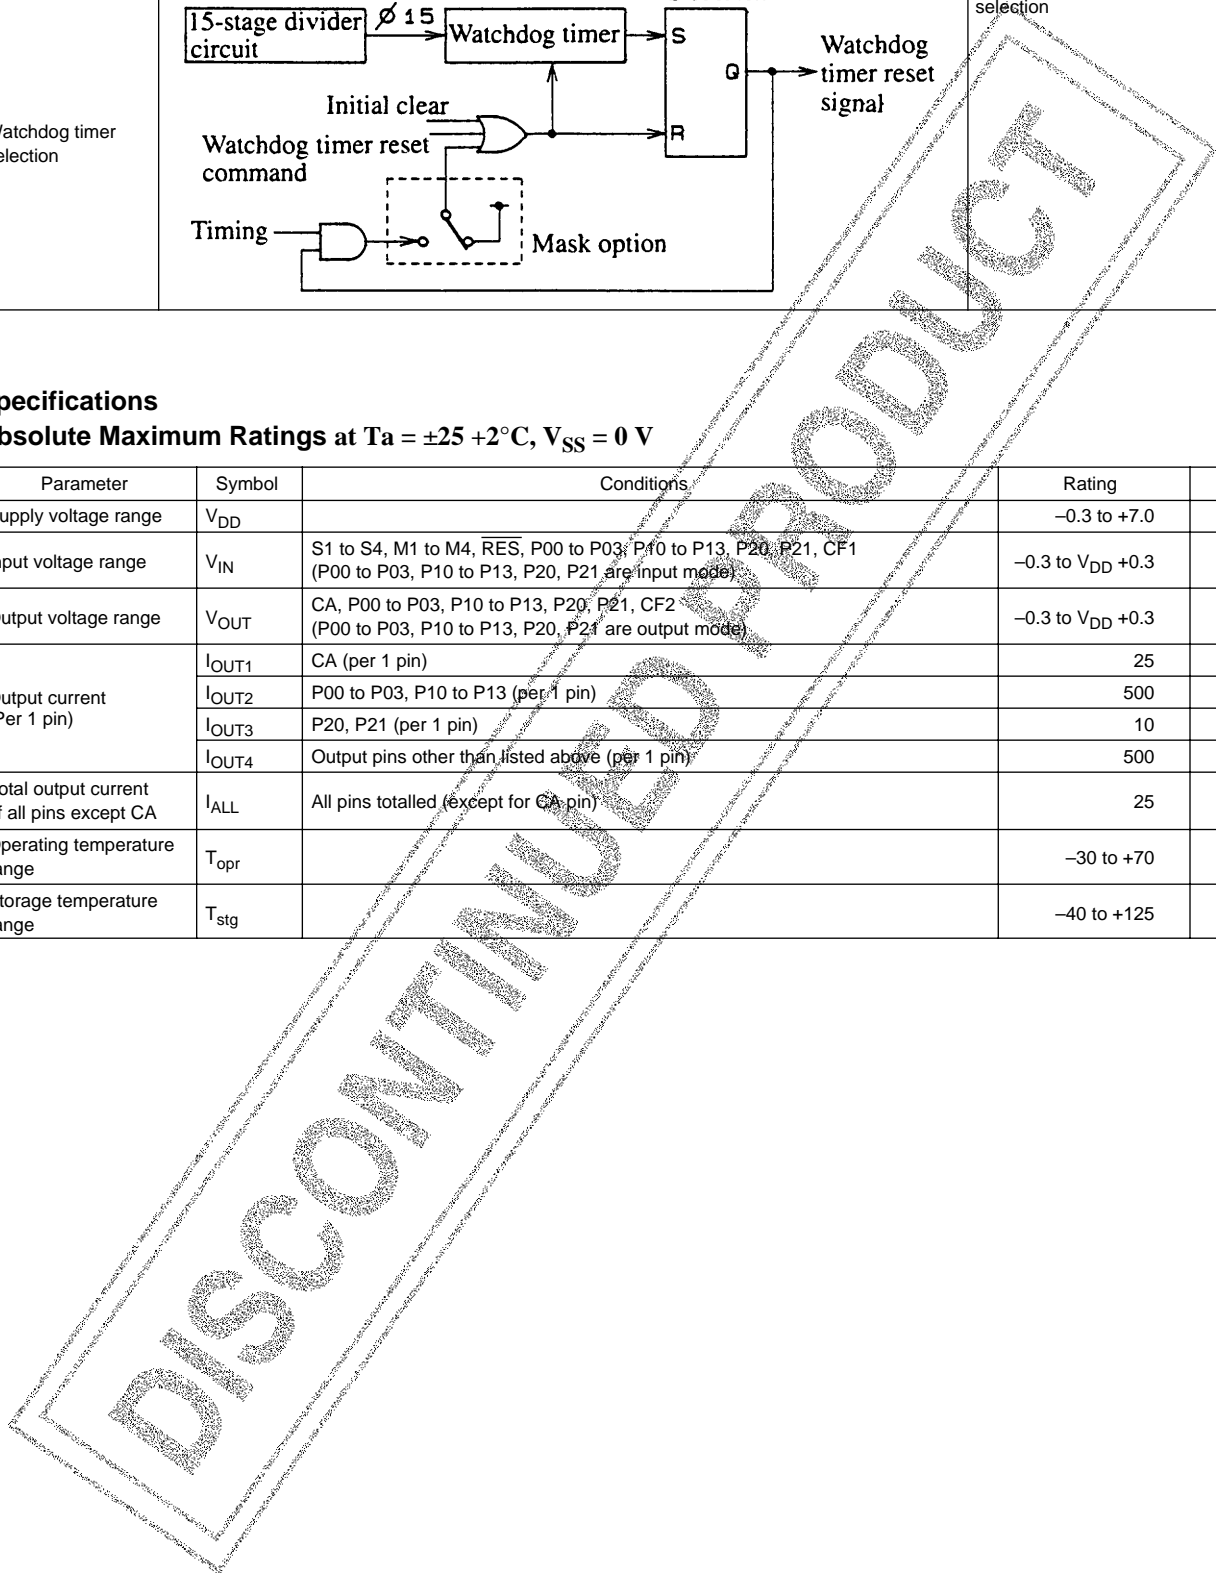 selection
15-stage divider
circuit
ø 15
Watchdog timer
S
Q
R
Watchdog
timer reset
signal
Initial clear
Watchdog timer reset
command
Timing
Mask option
atchdog timer
election
pecifications
bsolute Maximum Ratings at Ta = ±25 +2°C, VSS = 0 V
Parameter Symbol Conditions Rating
upply voltage range VDD –0.3 to +7.0
put voltage range VIN S1 to S4, M1 to M4, RES, P00 to P03, P10 to P13, P20, P21, CF1
(P00 to P03, P10 to P13, P20, P21 are input mode) –0.3 to VDD +0.3
utput voltage range VOUT CA, P00 to P03, P10 to P13, P20, P21, CF2
(P00 to P03, P10 to P13, P20, P21 are output mode) –0.3 to VDD +0.3
utput current
Per 1 pin)
IOUT1 CA (per 1 pin) 25
IOUT2 P00 to P03, P10 to P13 (per 1 pin) 500
IOUT3 P20, P21 (per 1 pin) 10
IOUT4 Output pins other than listed above (per 1 pin) 500
otal output current
f all pins except CA IALL All pins totalled (except for CA pin) 25
perating temperature
ange Topr –30 to +70
torage temperature
ange Tstg –40 to +125
DISCONTINUED PRODUCT